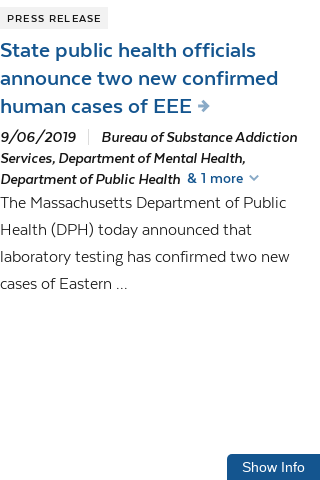 PRESS RELEASE
State public health officials
announce two new confirmed
human cases of EEE
9/06/2019 Bureau of Substance Addiction
Services, Department of Mental Health,
Department of Public Health & 1 more
The Massachusetts Department of Public
Health (DPH) today announced that
laboratory testing has confirmed two new
cases of Eastern ...
Show Info